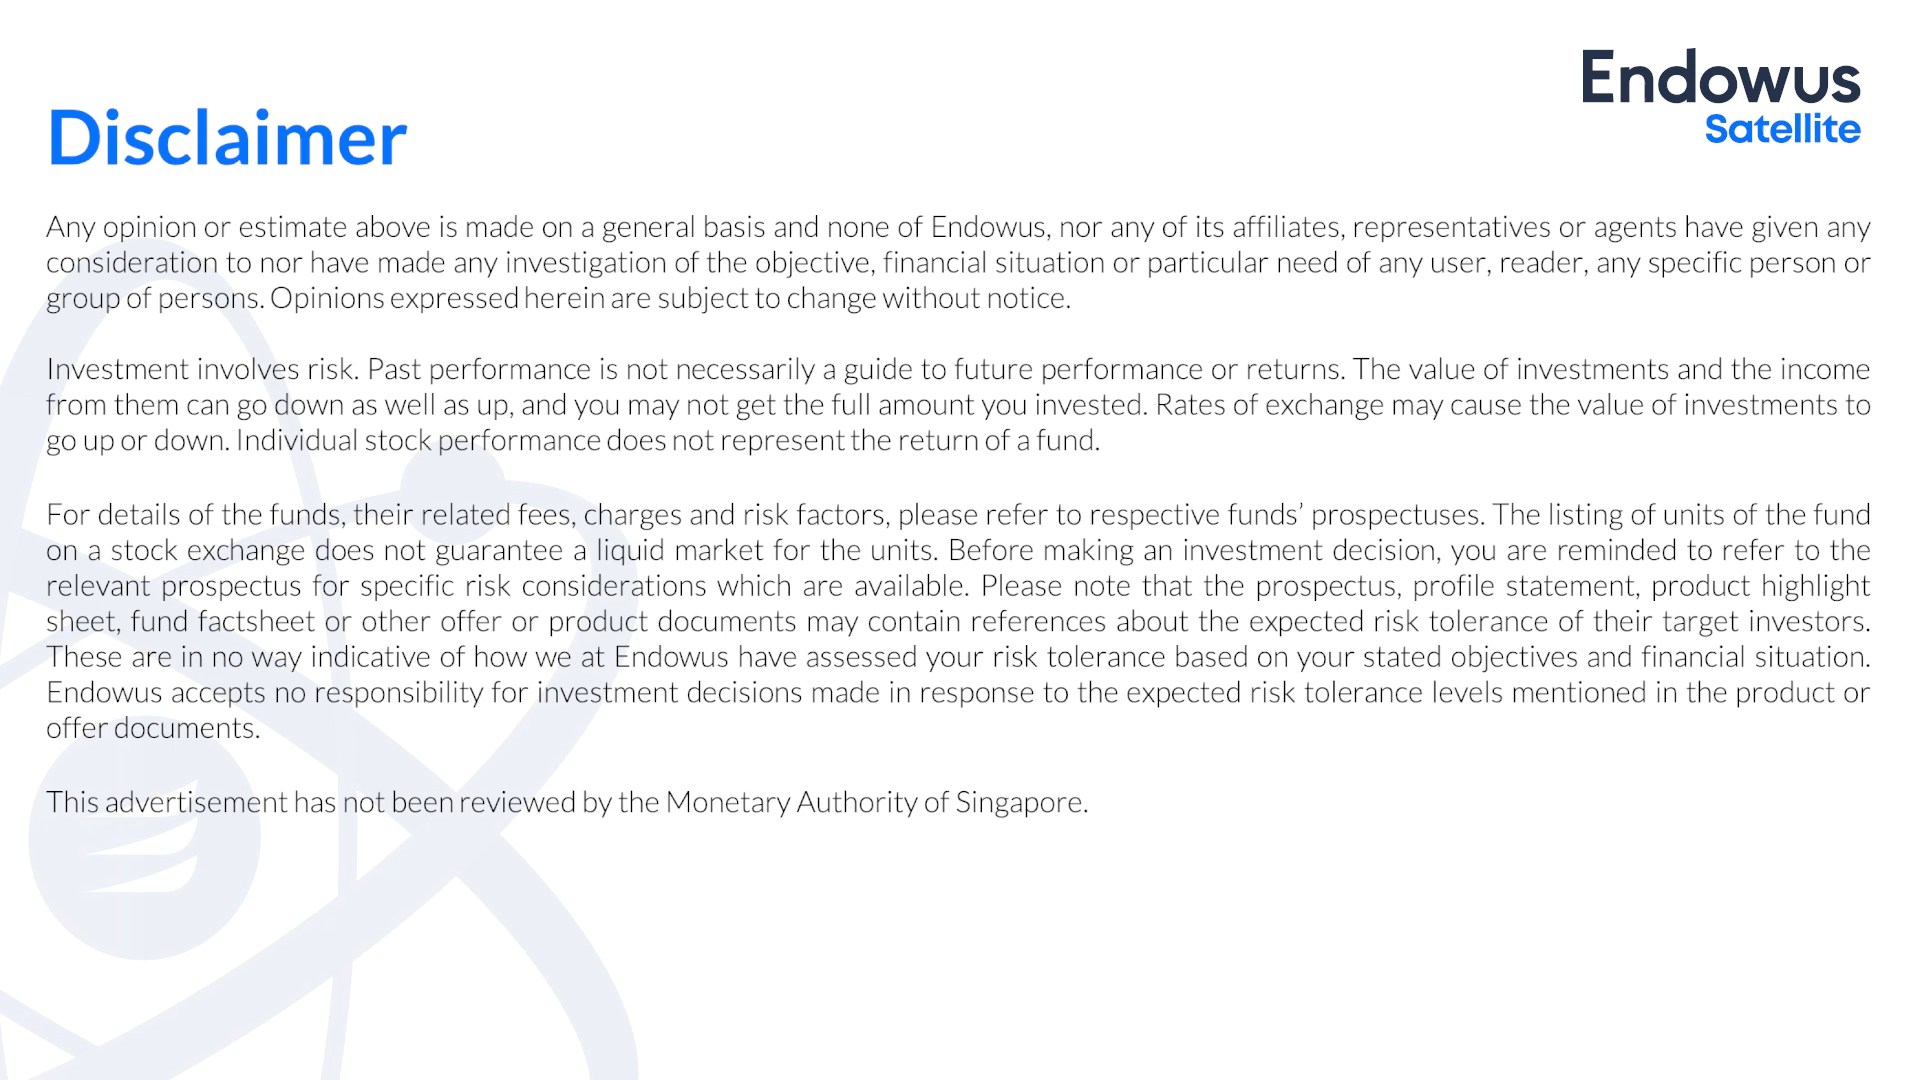 Endowus
Satellite
Disclaimer
Any opinion or estimate above is made on a general basis and none of Endowus, nor any of its affiliates, representatives or agents have given any
consideration to nor have made any investigation of the objective, financial situation or particular need of any user, reader, any specific person or
group of persons. Opinions expressed herein are subject to change without notice.
Investment involves risk. Past performance is not necessarily a guide to future performance or returns. The value of investments and the income
from them can go down as well as up, and you may not get the full amount you invested. Rates of exchange may cause the value of investments to
go up or down. Individual stock performance does not represent the return of a fund.
For details of the funds, their related fees, charges and risk factors, please refer to respective funds’ prospectuses. The listing of units of the fund
on a stock exchange does not guarantee a liquid market for the units. Before making an investment decision, you are reminded to refer to the
relevant prospectus for specific risk considerations which are available. Please note that the prospectus, profile statement, product highlight
sheet, fund factsheet or other offer or product documents may contain references about the expected risk tolerance of their target investors.
These are in no way indicative of how we at Endowus have assessed your risk tolerance based on your stated objectives and financial situation.
Endowus accepts no responsibility for investment decisions made in response to the expected risk tolerance levels mentioned in the product or
offer documents.
This advertisement has not been reviewed by the Monetary Authority of Singapore.